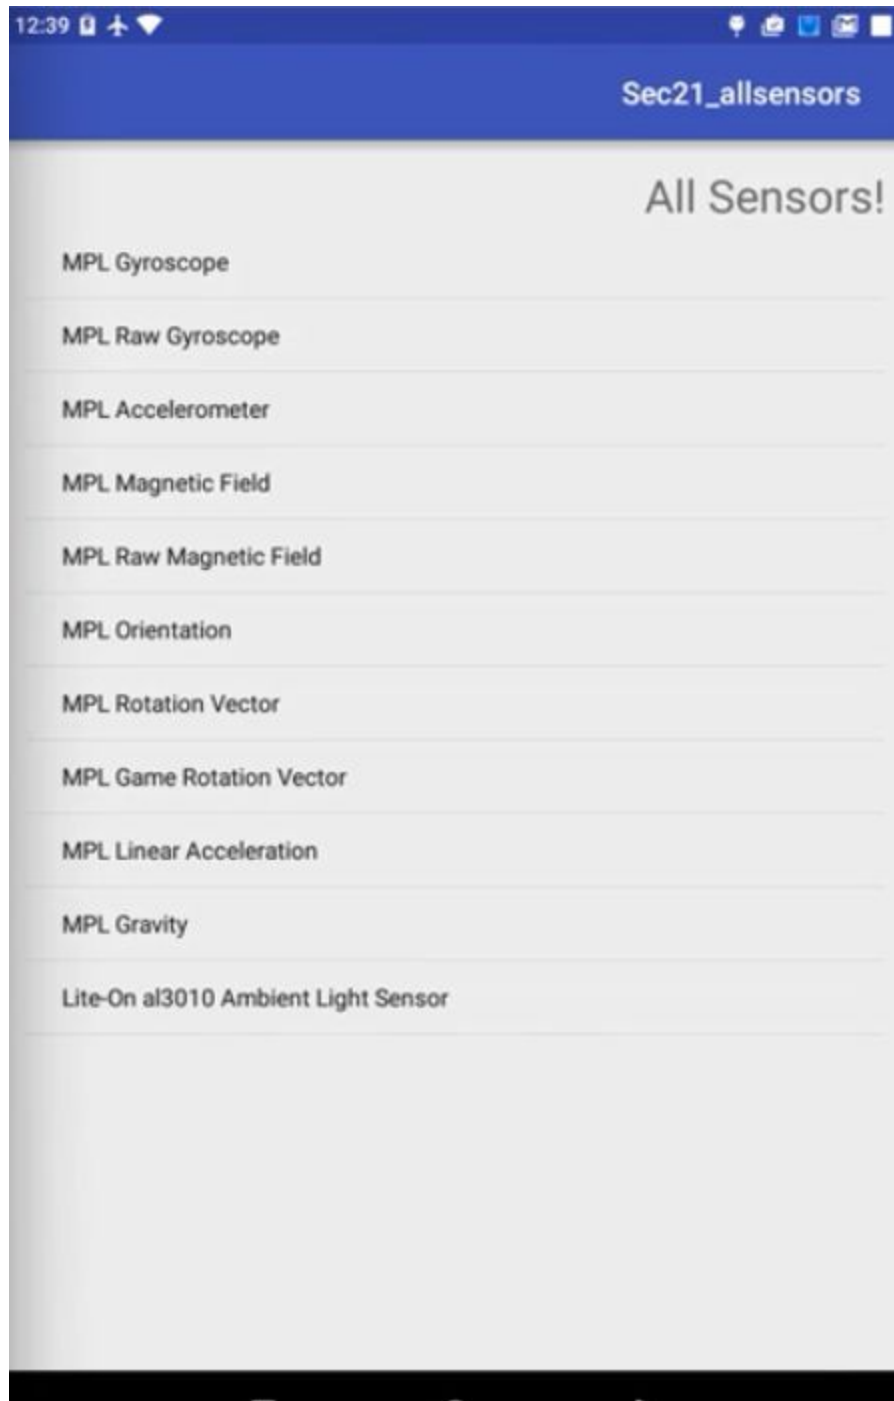 12:39
Sec21_allsensors
All Sensors!
MPL Gyroscope
MPL Raw Gyroscope
MPL Accelerometer
MPL Magnetic Field
MPL Raw Magnetic Field
MPL Orientation
MPL Rotation Vector
MPL Game Rotation Vector
MPL Linear Acceleration
MPL Gravity
Lite-On al3010 Ambient Light Sensor